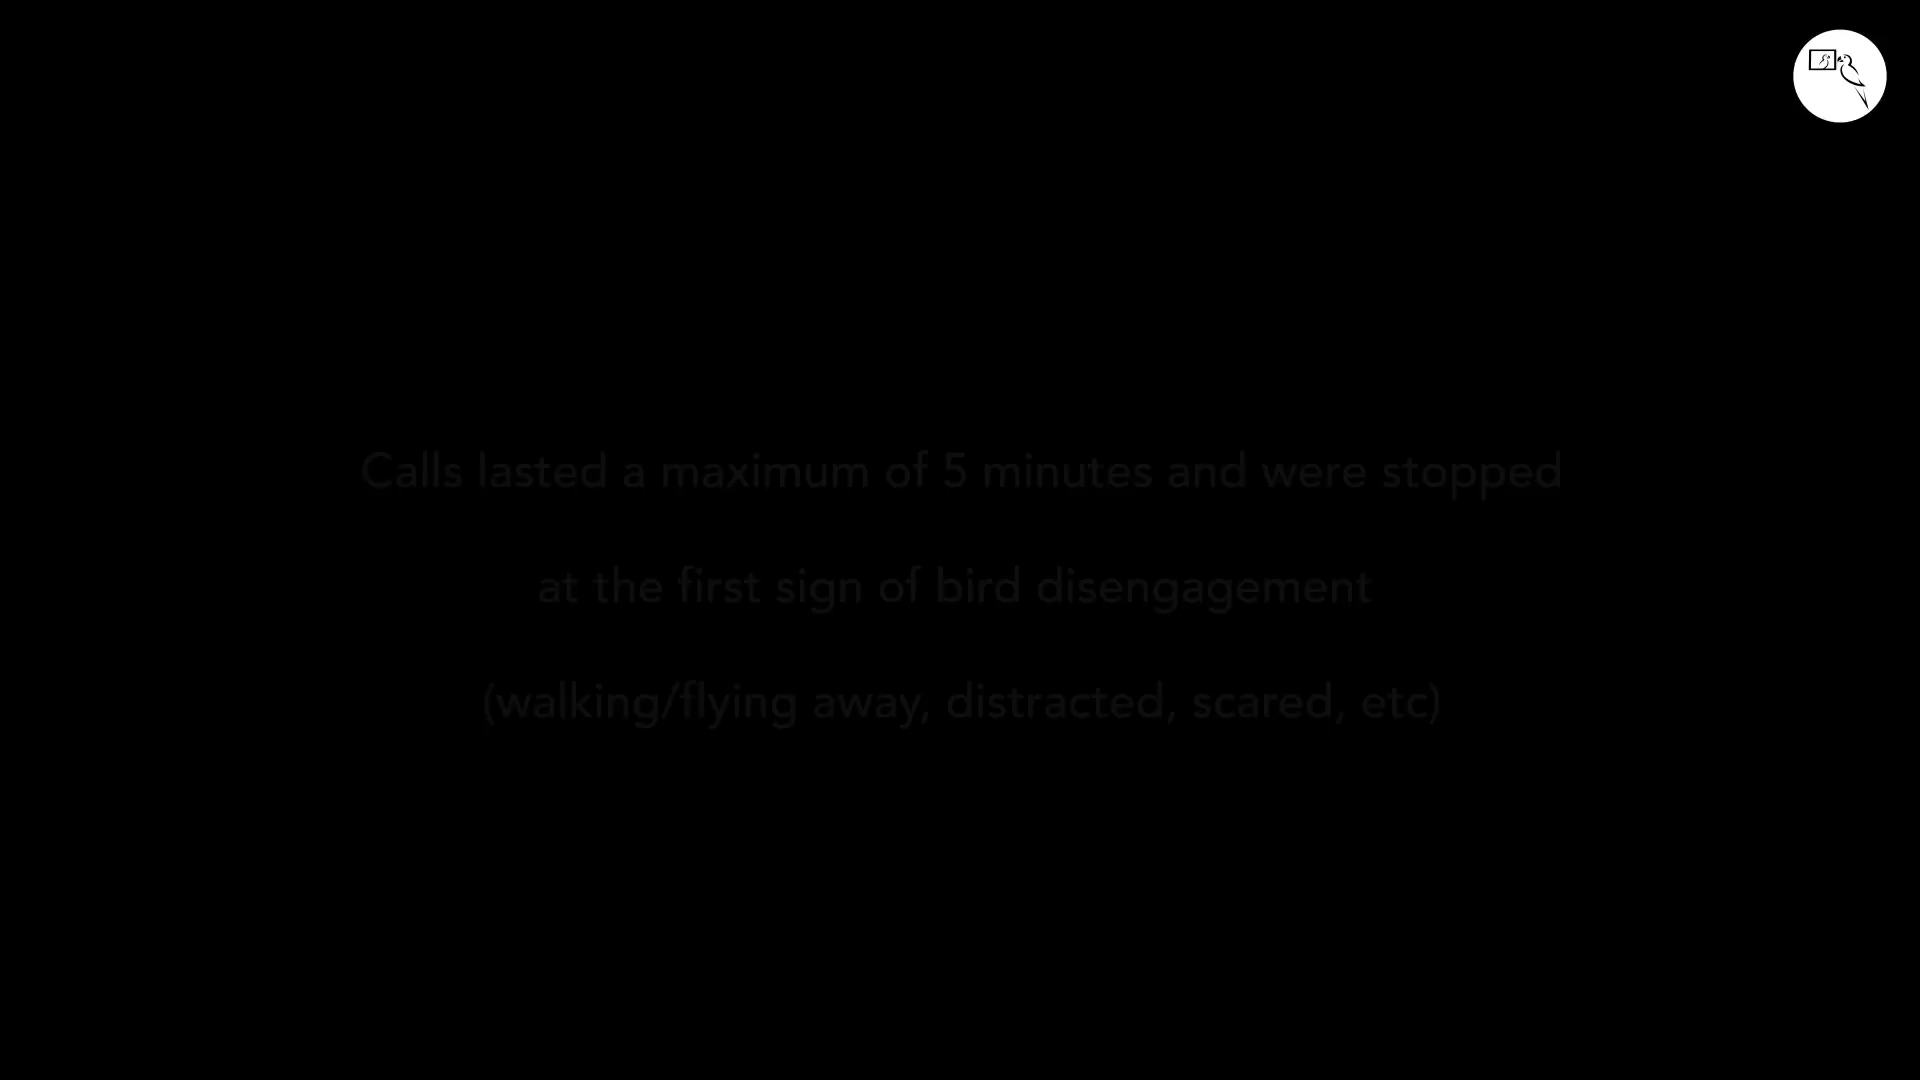 Calls lasted a maximum of 5 minutes and were stopped
at the first sign of bird disengagement
(walking/flying away, distracted, scared, etc)